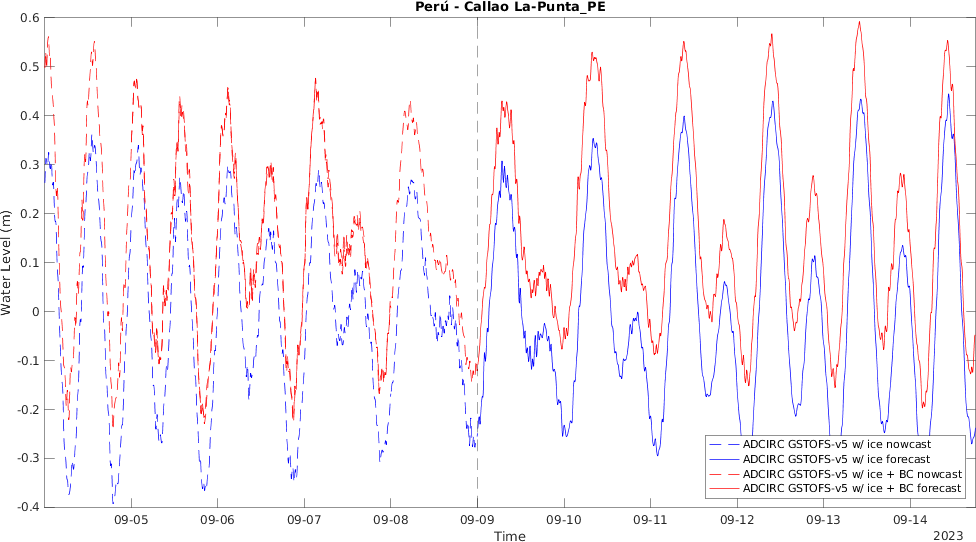 Perú - Callao La-Punta_PE
Water Level (m)
0.6
0.5
0.4
0.3
0.2
0.1
0
-0.1
-0.2
-0.3
-0.4
ADCIRC GSTOFS-v5 w/ ice nowcast
ADCIRC GSTOFS-v5 w/ ice forecast
ADCIRC GSTOFS-v5 w/ ice + BC nowcast
ADCIRC GSTOFS-v5 w/ ice + BC forecast
09-05 09-06 09-07 09-08 09-09 09-10 09-11 09-12 09-13 09-14
Time
2023